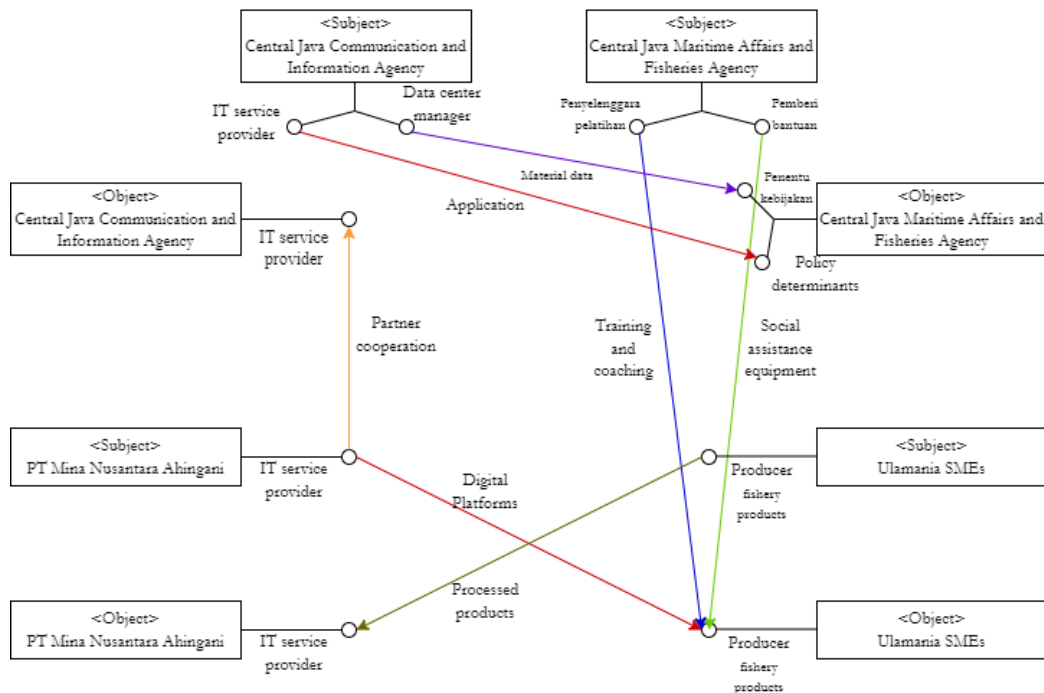 <Subject>
Central Java Communication and
Information Agency
<Subject>
Central Java Maritime Affairs and
Fisheries Agency
IT service
provider
Data center
manager
Penyelenggara
pelatihan
Pemberi
bantuan
Material data
Application
Penentu
kebijakan
<Object>
Central Java Communication and
Information Agency
IT service
provider
<Object>
Central Java Maritime Affairs and
Fisheries Agency
Policy
determinants
Partner
cooperation
Training
and
coaching
Social
assistance
equipment
<Subject>
PT Mina Nusantara Ahingani
IT service
provider
Digital
Platforms
Producer
fishery
products
<Subject>
Ulamania SMEs
Processed
products
<Object>
PT Mina Nusantara Ahingani
IT service
provider
Producer
fishery
products
<Object>
Ulamania SMEs